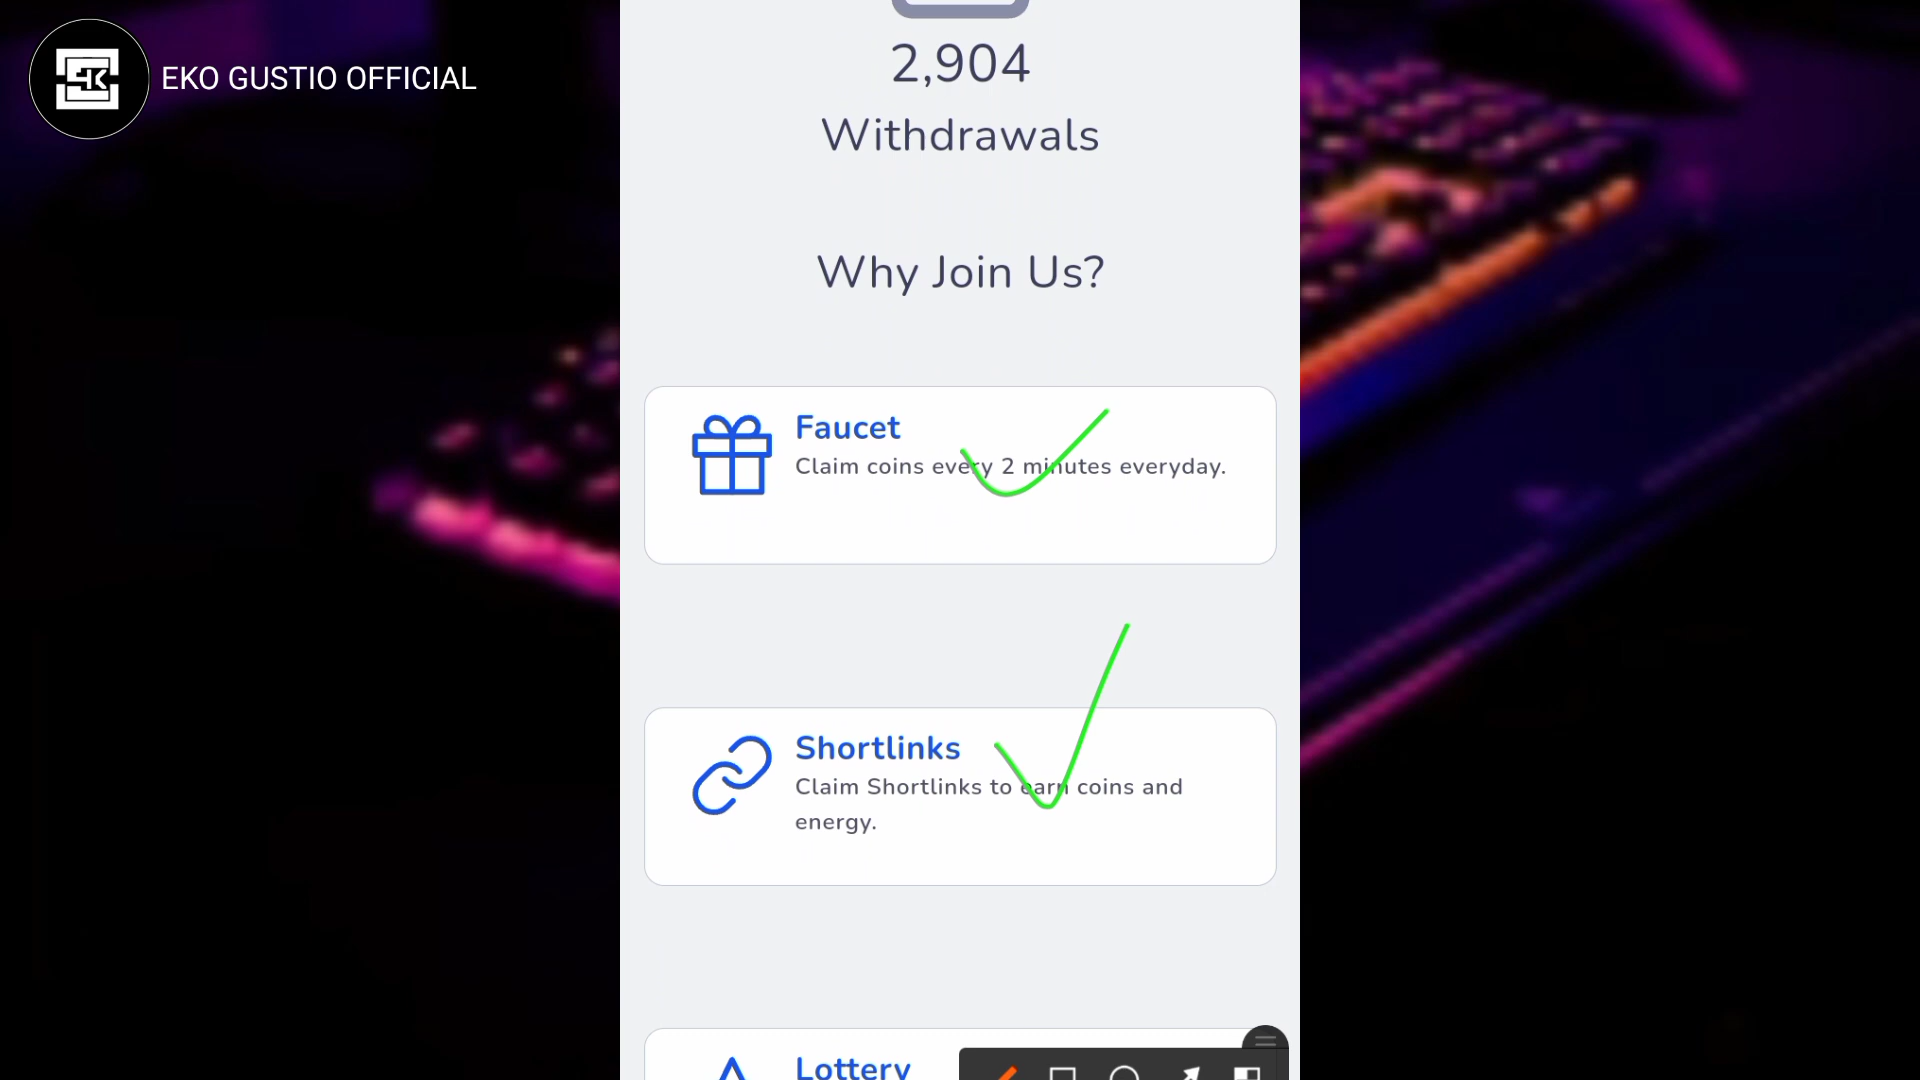 EKO GUSTIO OFFICIAL
2,904
Withdrawals
Why Join Us?
Faucet
Claim coins every 2 minutes everyday.
Shortlinks
Claim Shortlinks to earn coins and
energy.
Lottery